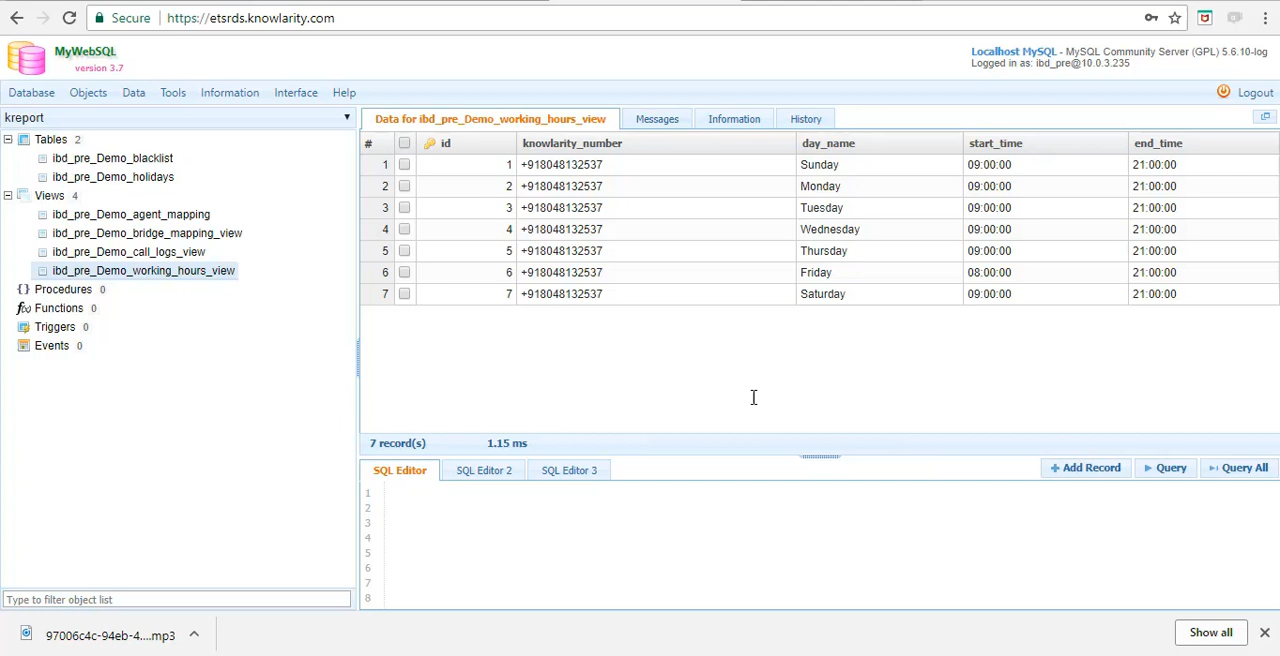 Secure https://etsrds.knowlarity.com
MyWebSQL
version 3.7
Localhost MySQL - MySQL Community Server (GPL) 5.6.10-log
Logged in as: ibd_pre@10.0.3.235
Database Objects Data Tools Information Interface Help Logout
kreport
Tables 2
ibd_pre_Demo_blacklist
ibd_pre_Demo_holidays
Views 4
ibd_pre_Demo_agent_mapping
ibd_pre_Demo_bridge_mapping_view
ibd_pre_Demo_call_logs_view
ibd_pre_Demo_working_hours_view
{} Procedures 0
f(x) Functions 0
Triggers 0
Events 0
Type to filter object list
Data for ibd_pre_Demo_working_hours_view Messages Information History
# id knowlarity_number day_name start_time end_time
1 1 +918048132537 Sunday 09:00:00 21:00:00
2 2 +918048132537 Monday 09:00:00 21:00:00
3 3 +918048132537 Tuesday 09:00:00 21:00:00
4 4 +918048132537 Wednesday 09:00:00 21:00:00
5 5 +918048132537 Thursday 09:00:00 21:00:00
6 6 +918048132537 Friday 08:00:00 21:00:00
7 7 +918048132537 Saturday 09:00:00 21:00:00
7 record(s) 1.15 ms
SQL Editor SQL Editor 2 SQL Editor 3 Add Record Query Query All
1
2
3
4
5
6
7
8
97006c4c-94eb-4....mp3 Show all